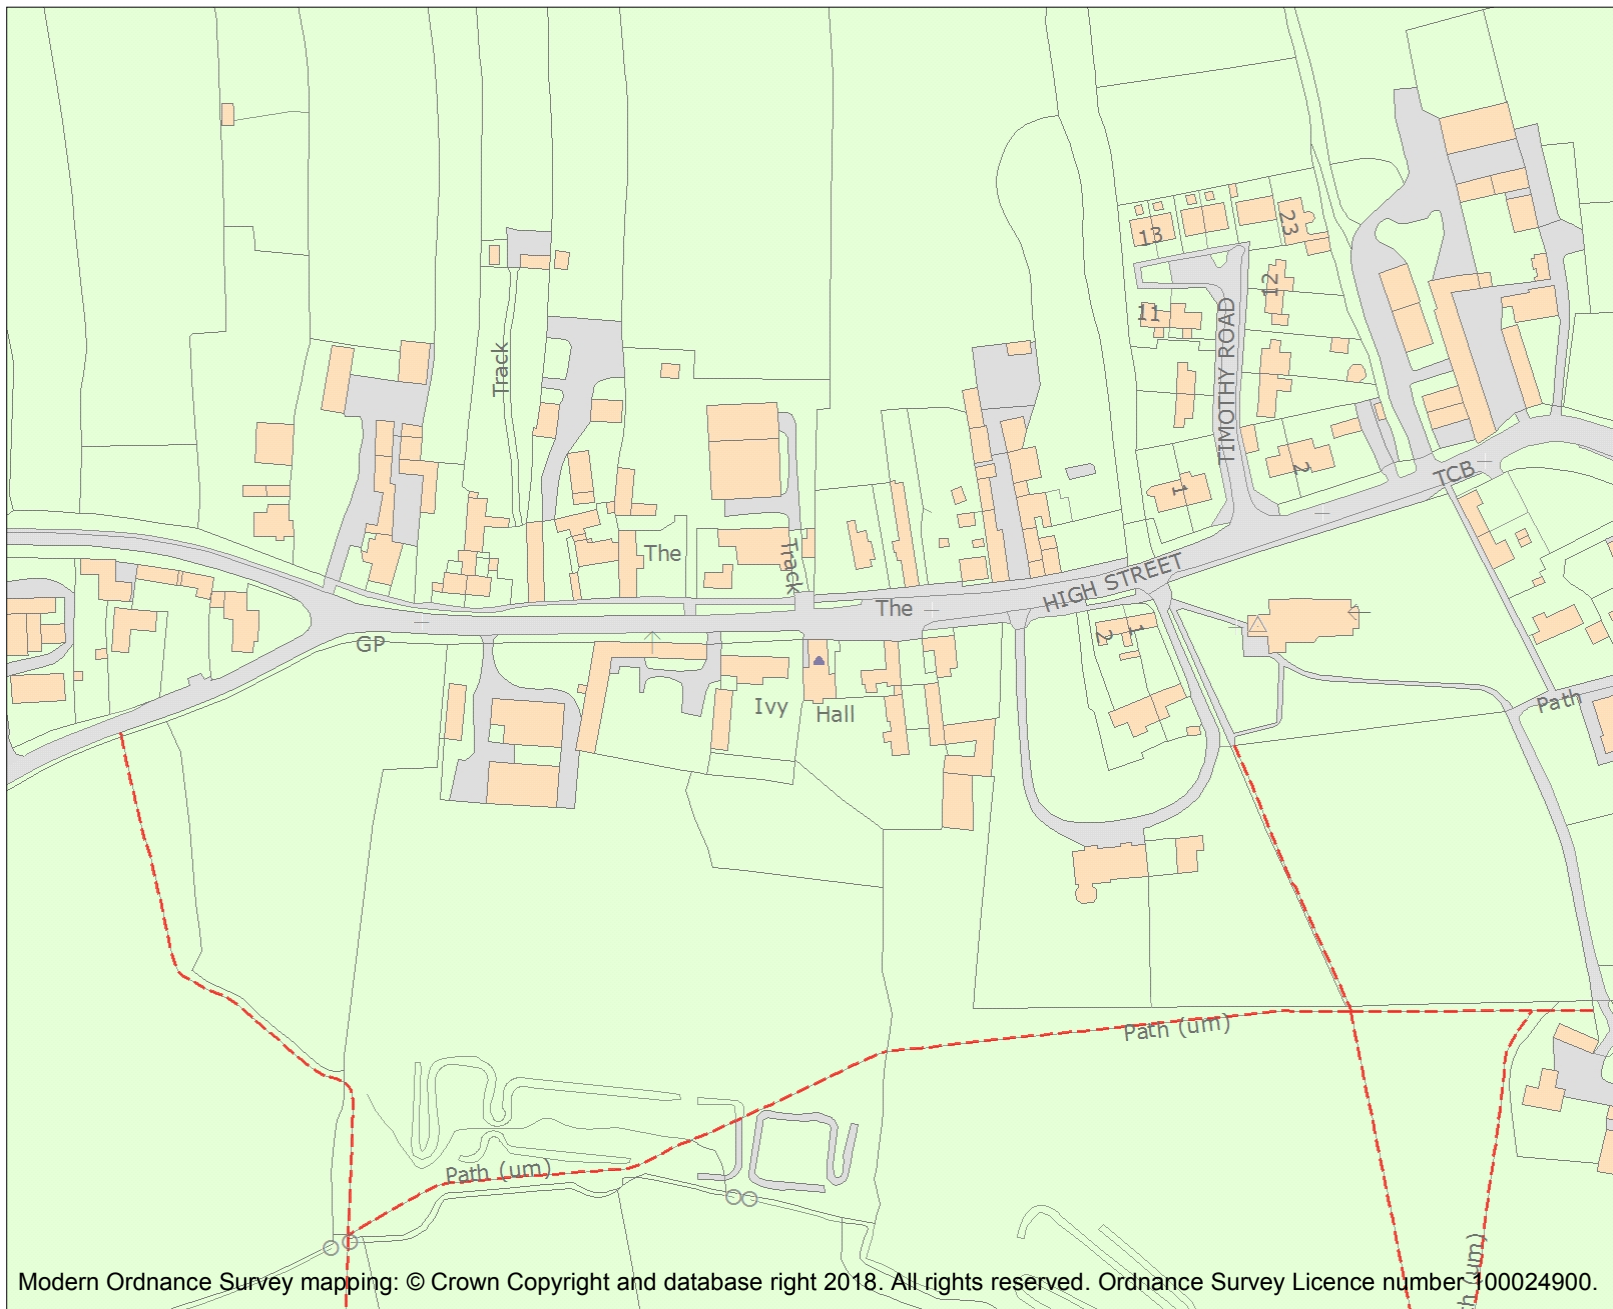 13
23
12
11
TIMOTHY ROAD
Track
2
1
TCB
The
Track
The
HIGH STREET
GP
2
1
Ivy
Hall
Path
Path (um)
Path (um)
h (um)
Modern Ordnance Survey mapping: © Crown Copyright and database right 2018. All rights reserved. Ordnance Survey Licence number 100024900.